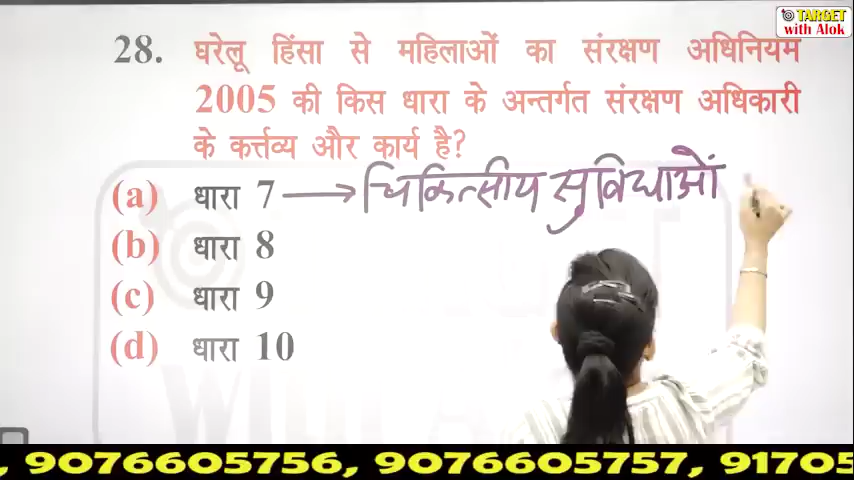 TARGET
with Alok
28. घरेलू हिंसा से महिलाओं का संरक्षण अधिनियम
2005 की किस धारा के अन्तर्गत संरक्षण अधिकारी
के कर्त्तव्य और कार्य है?
(a) धारा 7 → चिकित्सीय सुविधाओं
(b) धारा 8
(c) धारा 9
(d) धारा 10
, 9076605756, 9076605757, 91705